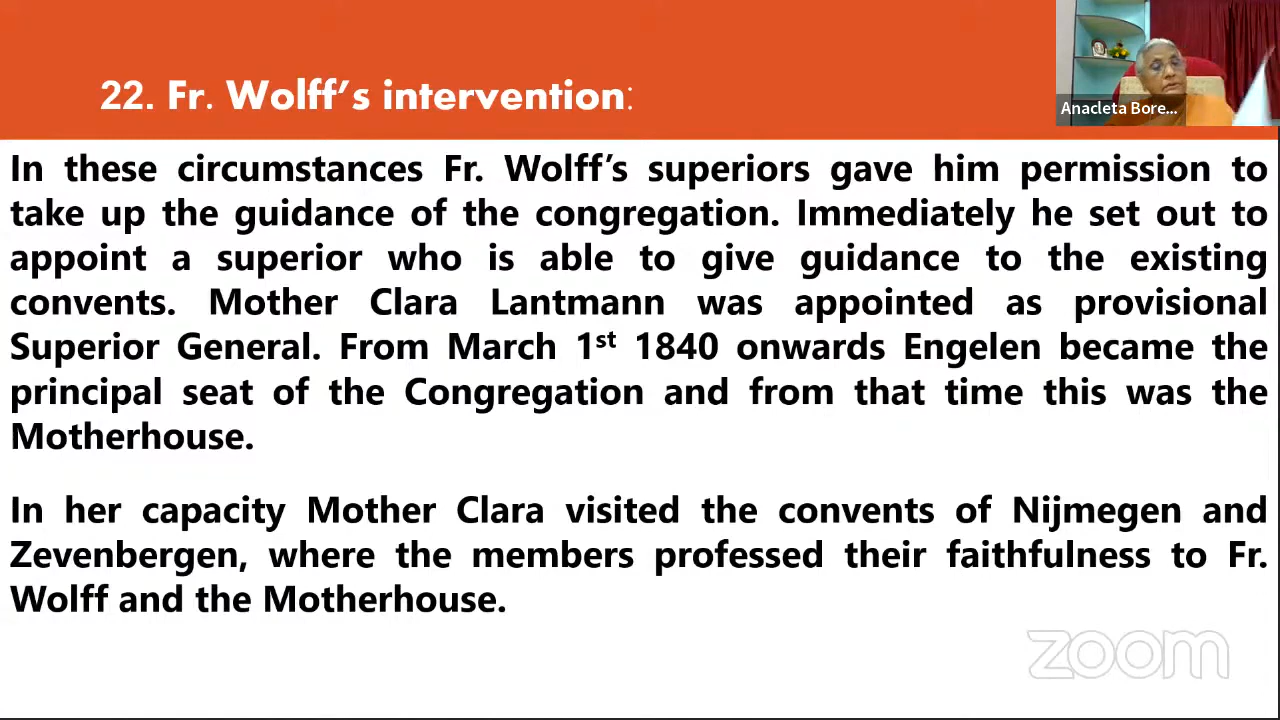 22. Fr. Wolff’s intervention:
Anacleta Bore...
In these circumstances Fr. Wolff’s superiors gave him permission to
take up the guidance of the congregation. Immediately he set out to
appoint a superior who is able to give guidance to the existing
convents. Mother Clara Lantmann was appointed as provisional
Superior General. From March 1st 1840 onwards Engelen became the
principal seat of the Congregation and from that time this was the
Motherhouse.
In her capacity Mother Clara visited the convents of Nijmegen and
Zevenbergen, where the members professed their faithfulness to Fr.
Wolff and the Motherhouse.
zoom